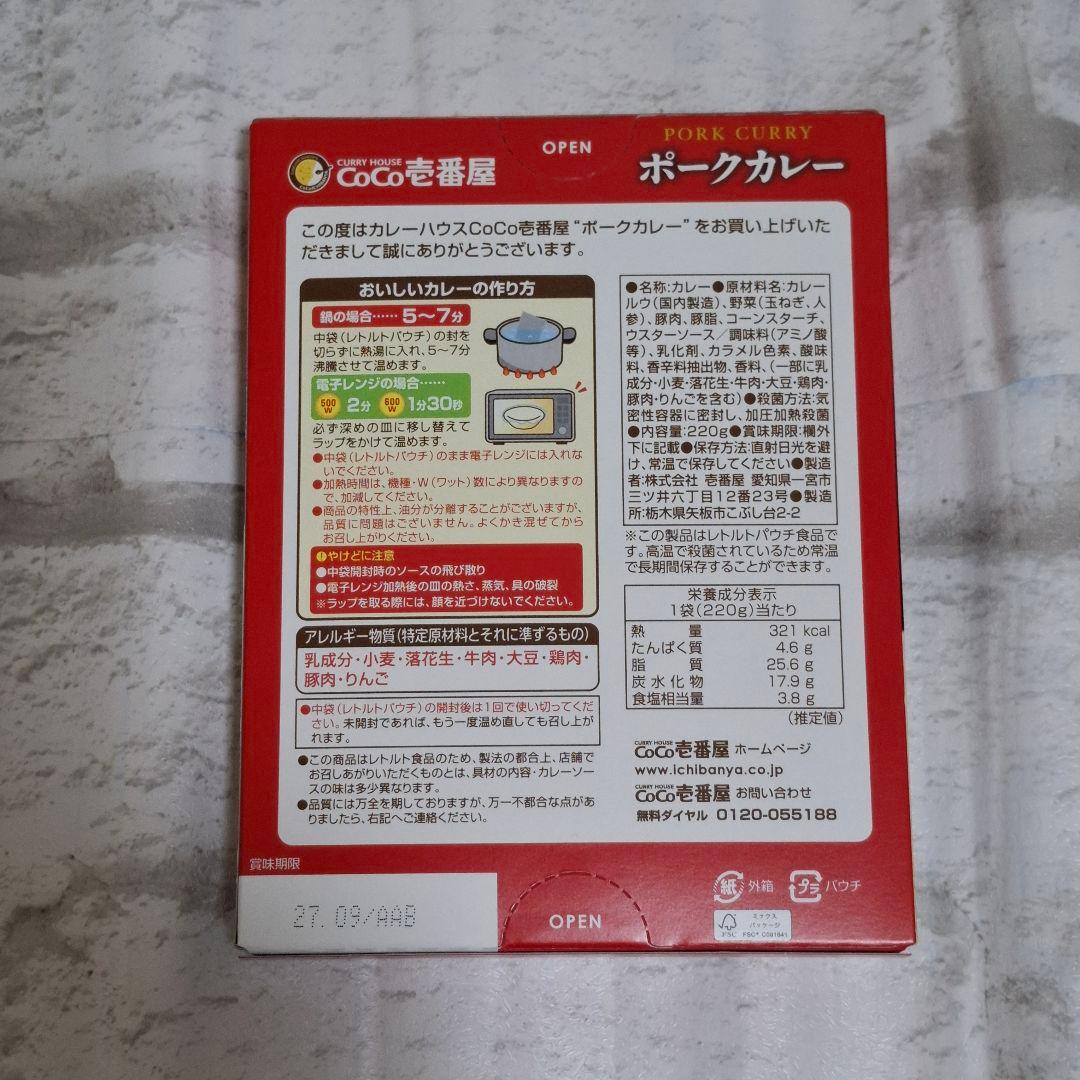 OPEN
PORK CURRY
CURRY HOUSE
CoCo壱番屋
ポークカレー
この度はカレーハウスCoCo壱番屋“ポークカレー”をお買い上げいた
だきまして誠にありがとうございます。
おいしいカレーの作り方
鍋の場合…… 5〜7分
中袋（レトルトパウチ）の封を
切らずに熱湯に入れ、5〜7分
沸騰させて温めます。
電子レンジの場合……
500W 2分 600W 1分30秒
必ず深めの皿に移し替えて
ラップをかけて温めます。
●中袋（レトルトパウチ）のまま電子レンジには入れな
いでください。
●加熱時間は、機種・W（ワット）数により異なりますの
で、加減してください。
●商品の特性上、油分が分離することがございますが、
品質に問題はございません。よくかき混ぜてから
お召し上がりください。
やけどに注意
●中袋開封時のソースの飛び散り
●電子レンジ加熱後の皿の熱さ、蒸気、具の破裂
※ラップを取る際には、顔を近づけないでください。
アレルギー物質（特定原材料とそれに準ずるもの）
乳成分・小麦・落花生・牛肉・大豆・鶏肉・
豚肉・りんご
●中袋（レトルトパウチ）の開封後は1回で使い切ってくだ
さい。未開封であれば、もう一度温め直しても召し上が
れます。
●この商品はレトルト食品のため、製法の都合上、店舗で
お召しあがりいただくものとは、具材の内容・カレーソー
スの味は多少異なります。
●品質には万全を期しておりますが、万一不都合な点があ
りましたら、右記へご連絡ください。
●名称：カレー●原材料名：カレー
ルウ（国内製造）、野菜（玉ねぎ、人
参）、豚肉、豚脂、コーンスターチ、
ウスターソース／調味料（アミノ酸
等）、乳化剤、カラメル色素、酸味
料、香辛料抽出物、香料、（一部に乳
成分・小麦・落花生・牛肉・大豆・鶏肉・
豚肉・りんごを含む）●殺菌方法：気
密性容器に密封し、加圧加熱殺菌
●内容量：220g●賞味期限：欄外
下に記載●保存方法：直射日光を避
け、常温で保存してください●製造
者：株式会社 壱番屋 愛知県一宮市
三ツ井六丁目12番23号●製造
所：栃木県矢板市こぶし台2-2
※この製品はレトルトパウチ食品で
す。高温で殺菌されているため常温
で長期間保存することができます。
栄養成分表示
1袋（220g）当たり
熱量 321 kcal
たんぱく質 4.6 g
脂質 25.6 g
炭水化物 17.9 g
食塩相当量 3.8 g
（推定値）
CURRY HOUSE
CoCo壱番屋 ホームページ
www.ichibanya.co.jp
CURRY HOUSE
CoCo壱番屋 お問い合わせ
無料ダイヤル 0120-055188
賞味期限
27. 09/AAB
OPEN
紙 外箱 プラ パウチ
ミックス
パッケージ
FSC FSC® C081641